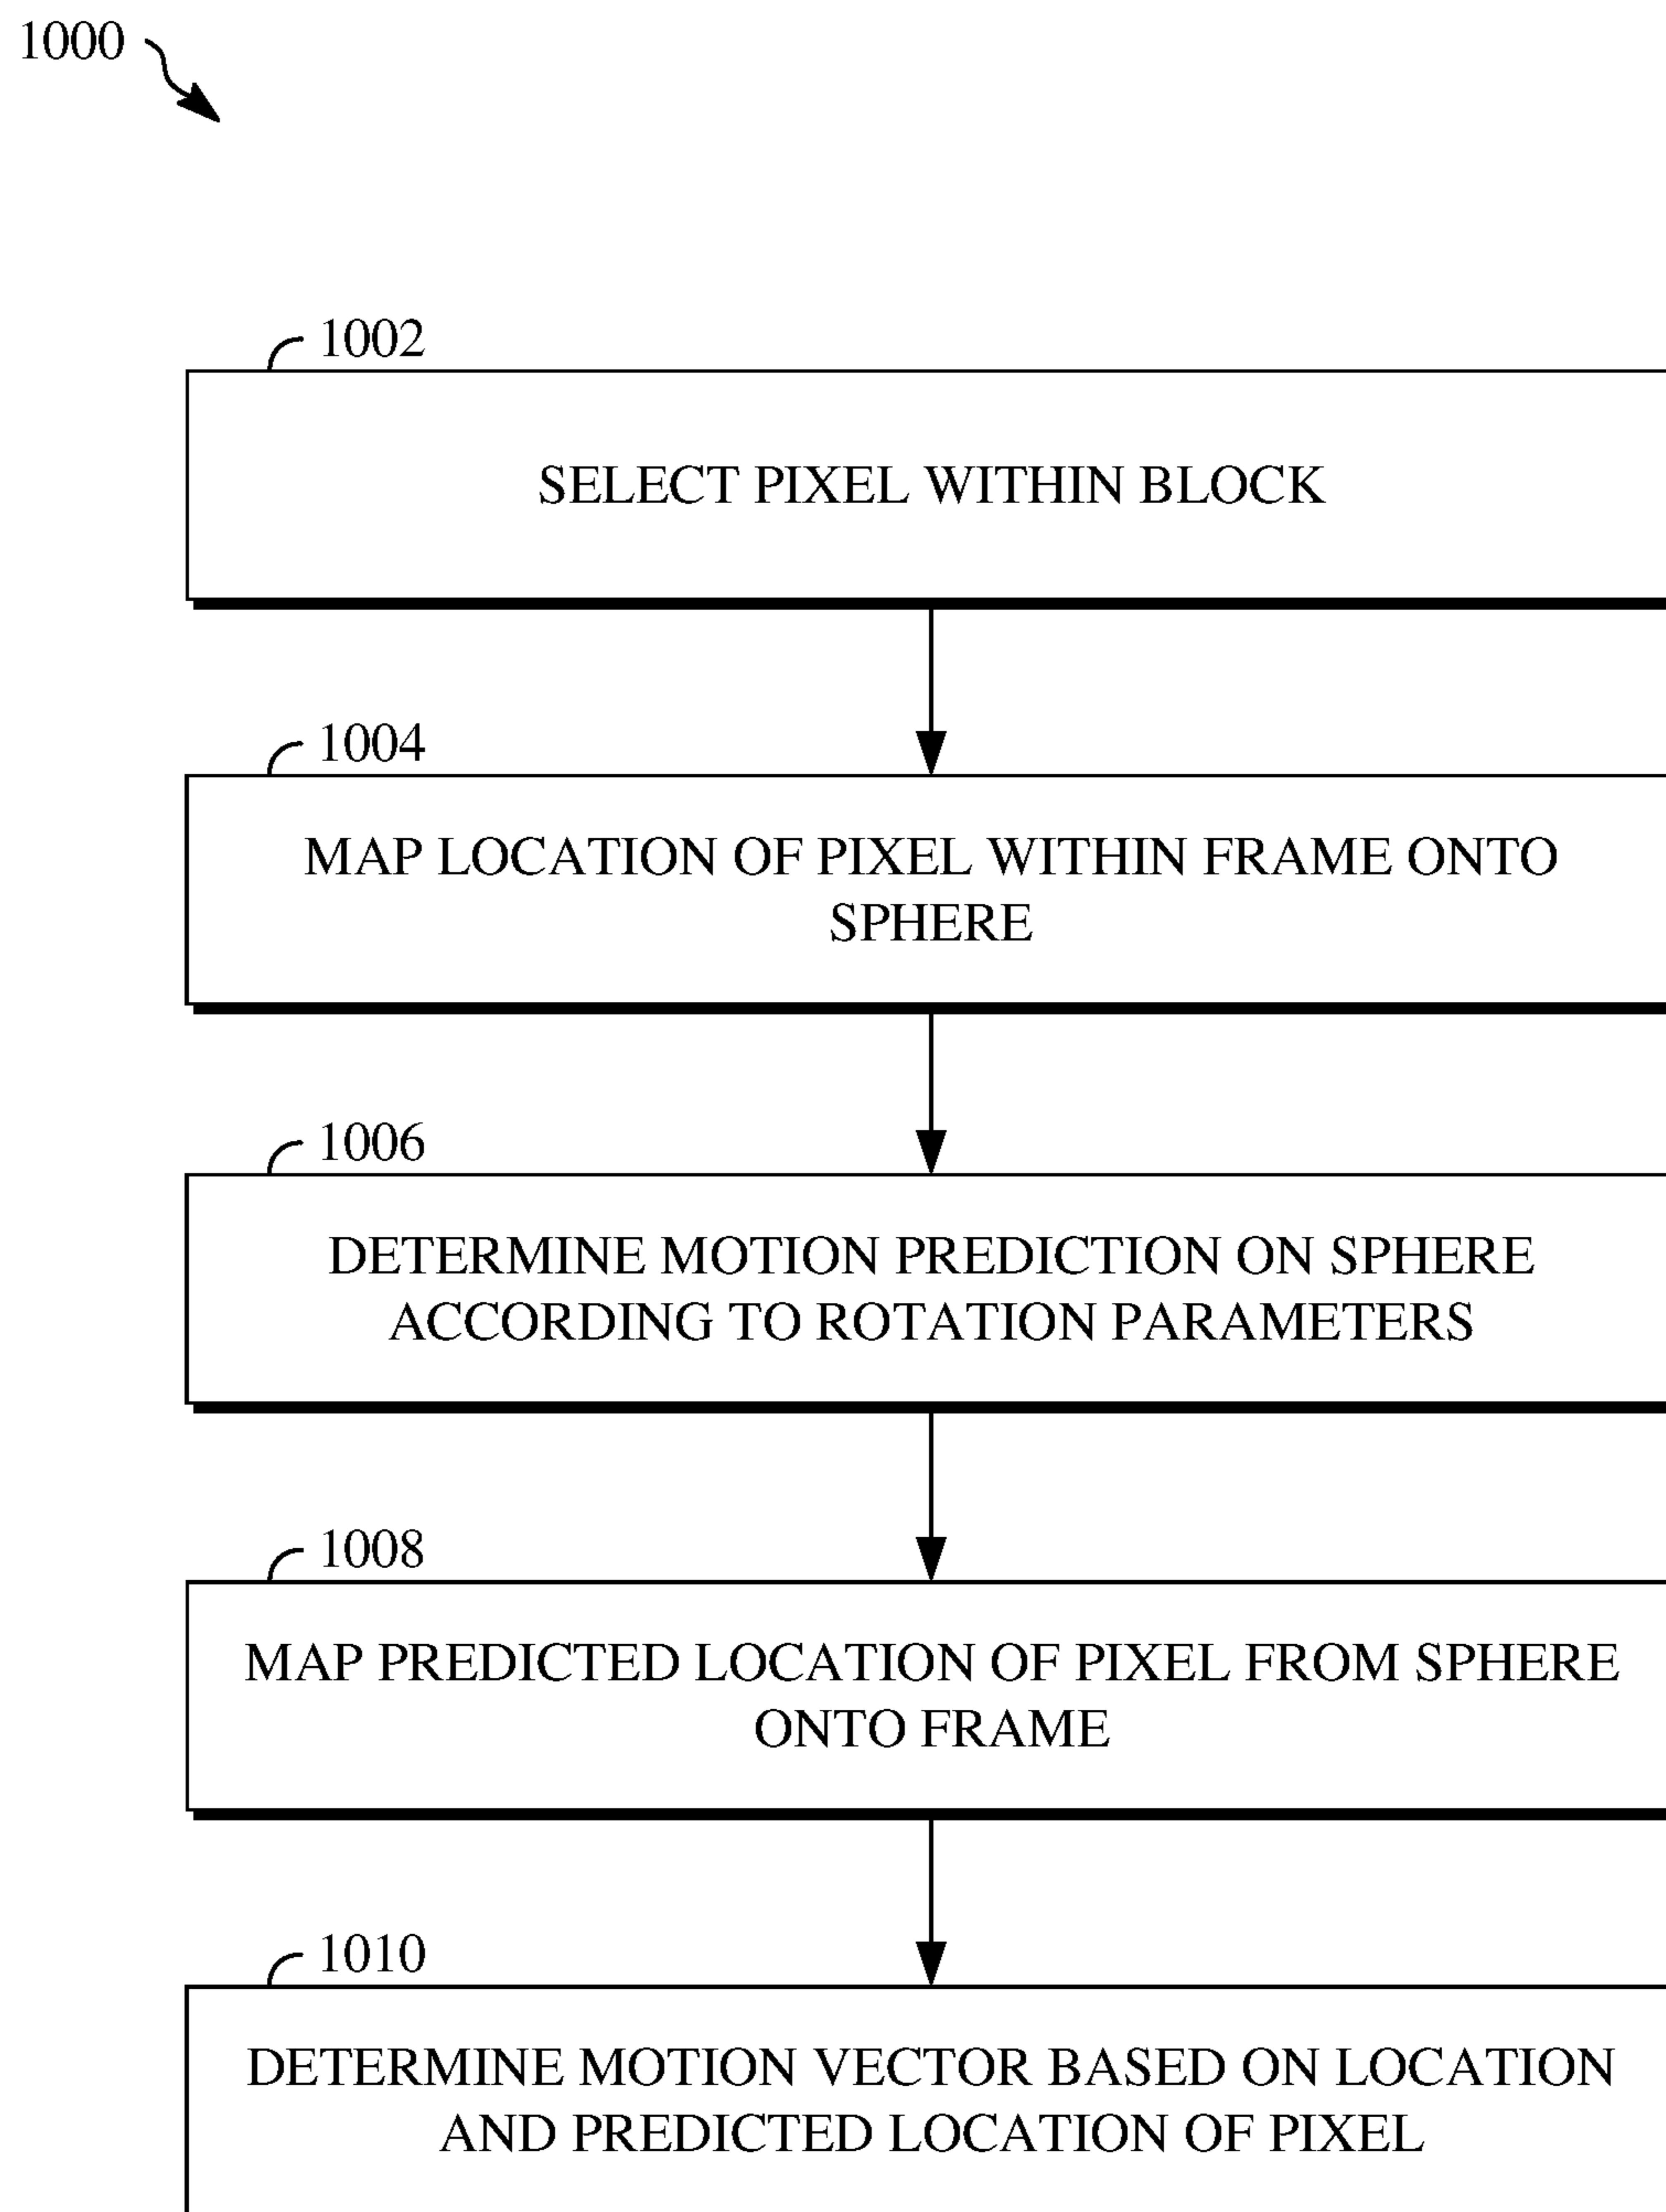 1000
1002
SELECT PIXEL WITHIN BLOCK
1004
MAP LOCATION OF PIXEL WITHIN FRAME ONTO
SPHERE
1006
DETERMINE MOTION PREDICTION ON SPHERE
ACCORDING TO ROTATION PARAMETERS
1008
MAP PREDICTED LOCATION OF PIXEL FROM SPHERE
ONTO FRAME
1010
DETERMINE MOTION VECTOR BASED ON LOCATION
AND PREDICTED LOCATION OF PIXEL